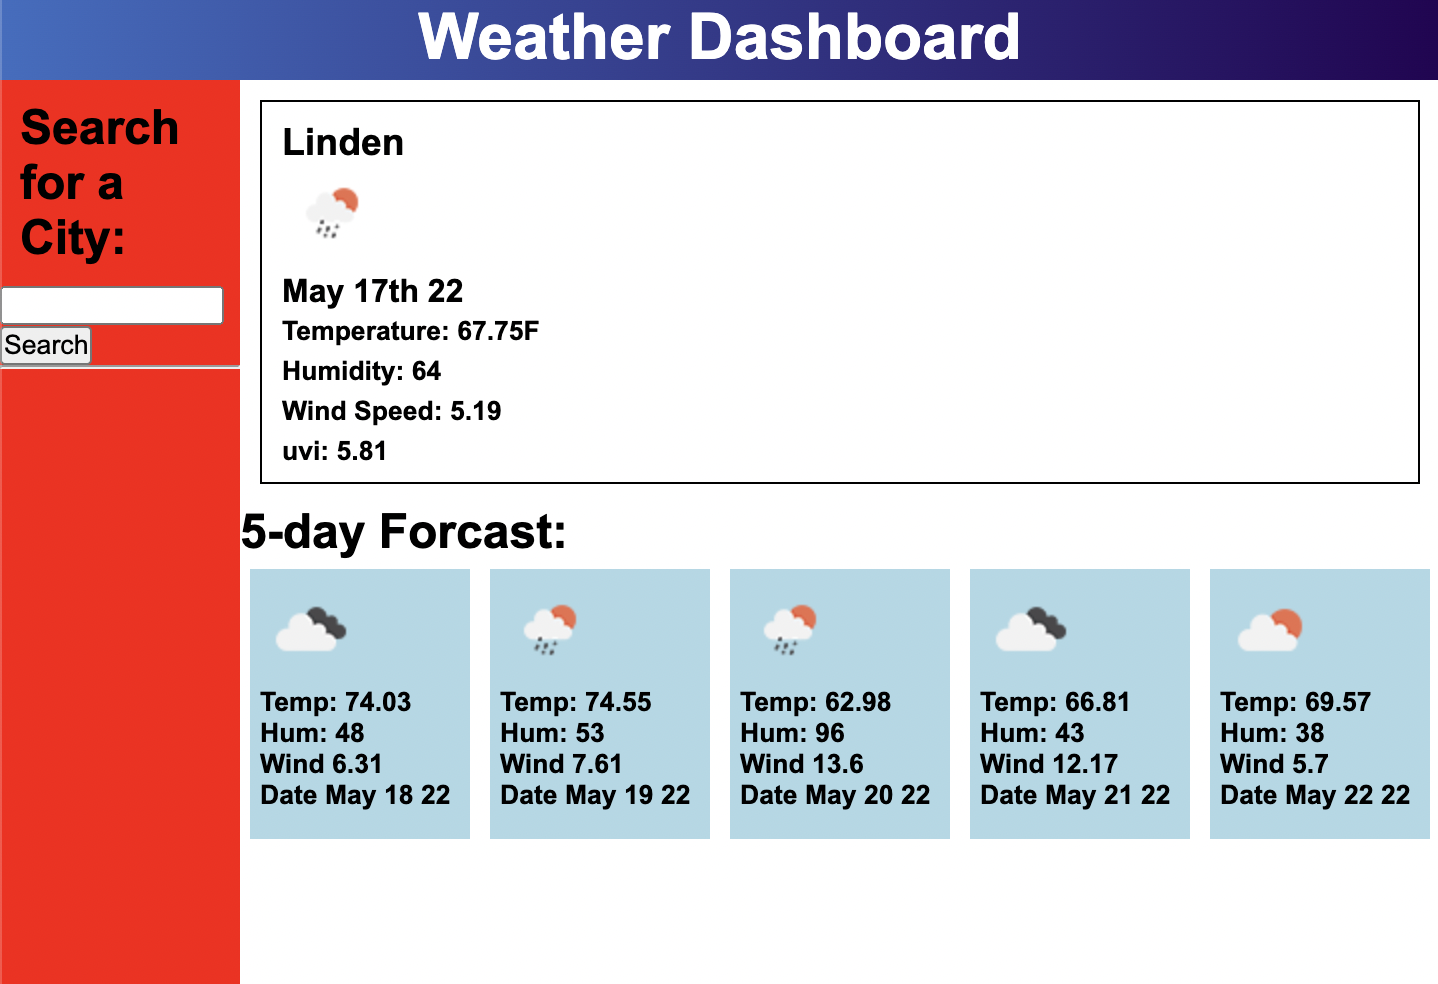 Weather Dashboard
Search
for a
City:
Search
Linden
May 17th 22
Temperature: 67.75F
Humidity: 64
Wind Speed: 5.19
uvi: 5.81
5-day Forcast:
Temp: 74.03
Hum: 48
Wind 6.31
Date May 18 22
Temp: 74.55
Hum: 53
Wind 7.61
Date May 19 22
Temp: 62.98
Hum: 96
Wind 13.6
Date May 20 22
Temp: 66.81
Hum: 43
Wind 12.17
Date May 21 22
Temp: 69.57
Hum: 38
Wind 5.7
Date May 22 22